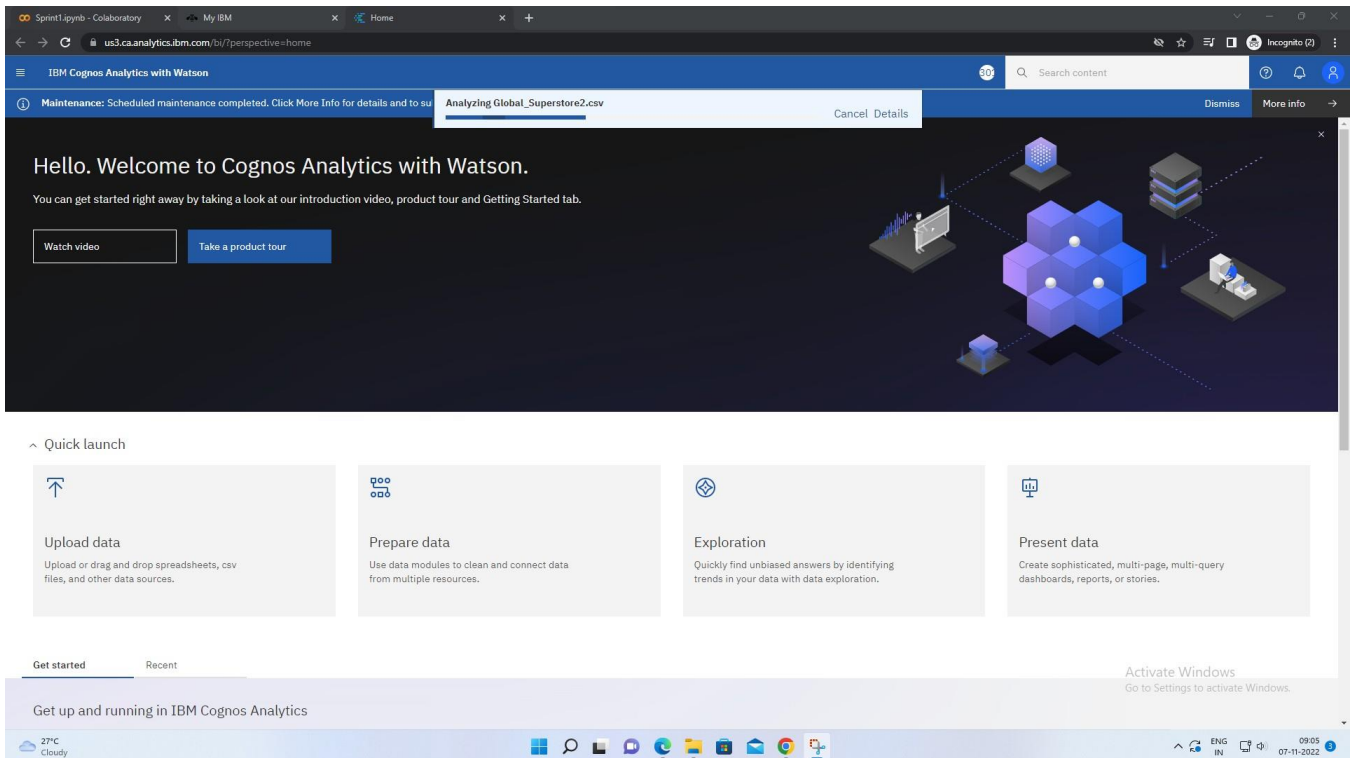 Sprint1.ipynb - Colaboratory
My IBM
Home
us3.ca.analytics.ibm.com/bi/?perspective=home
Incognito (2)
IBM Cognos Analytics with Watson
Search content
Maintenance: Scheduled maintenance completed. Click More Info for details and to su
Analyzing Global_Superstore2.csv
Cancel Details
Dismiss
More info
Hello. Welcome to Cognos Analytics with Watson.
You can get started right away by taking a look at our introduction video, product tour and Getting Started tab.
Watch video
Take a product tour
Quick launch
Upload data
Upload or drag and drop spreadsheets, csv
files, and other data sources.
Prepare data
Use data modules to clean and connect data
from multiple resources.
Exploration
Quickly find unbiased answers by identifying
trends in your data with data exploration.
Present data
Create sophisticated, multi-page, multi-query
dashboards, reports, or stories.
Get started
Recent
Activate Windows
Go to Settings to activate Windows.
Get up and running in IBM Cognos Analytics
27°C
Cloudy
ENG
IN
09:05
07-11-2022
3